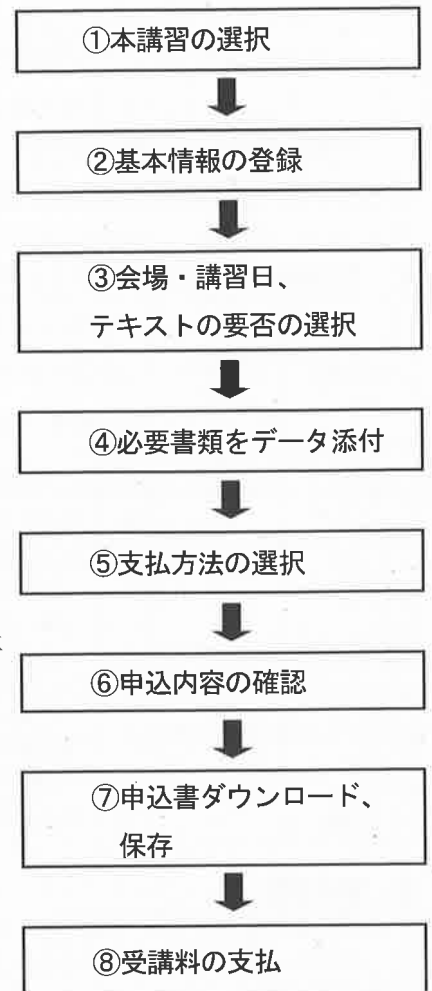 ①本講習の選択
②基本情報の登録
③会場・講習日、
テキストの要否の選択
④必要書類をデータ添付
⑤支払方法の選択
⑥申込内容の確認
⑦申込書ダウンロード、
保存
⑧受講料の支払